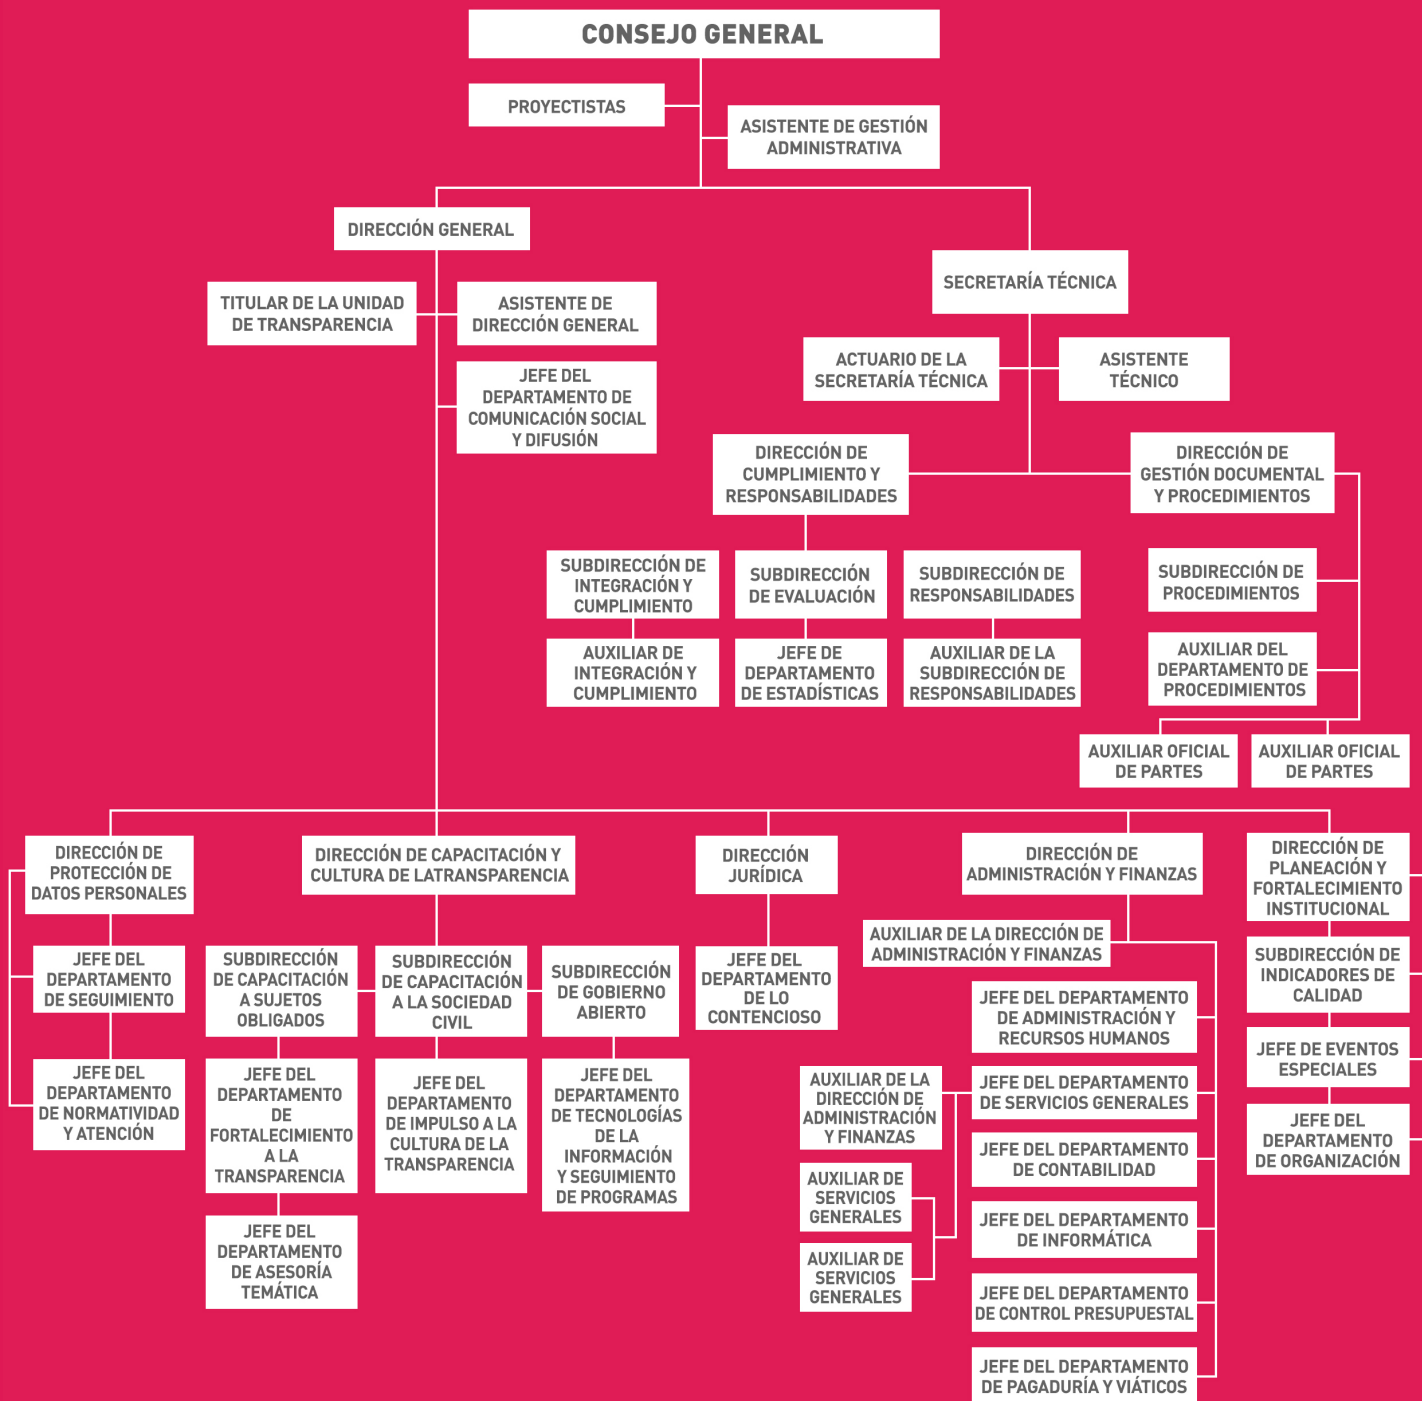 CONSEJO GENERAL
PROYECTISTAS
ASISTENTE DE GESTIÓN
ADMINISTRATIVA
DIRECCIÓN GENERAL
SECRETARÍA TÉCNICA
TITULAR DE LA UNIDAD
DE TRANSPARENCIA
ASISTENTE DE
DIRECCIÓN GENERAL
JEFE DEL
DEPARTAMENTO DE
COMUNICACIÓN SOCIAL
Y DIFUSIÓN
ACTUARIO DE LA
SECRETARÍA TÉCNICA
ASISTENTE
TÉCNICO
DIRECCIÓN DE
CUMPLIMIENTO Y
RESPONSABILIDADES
DIRECCIÓN DE
GESTIÓN DOCUMENTAL
Y PROCEDIMIENTOS
SUBDIRECCIÓN DE
INTEGRACIÓN Y
CUMPLIMIENTO
SUBDIRECCIÓN
DE EVALUACIÓN
SUBDIRECCIÓN DE
RESPONSABILIDADES
SUBDIRECCIÓN DE
PROCEDIMIENTOS
AUXILIAR DE
INTEGRACIÓN Y
CUMPLIMIENTO
JEFE DE
DEPARTAMENTO
DE ESTADÍSTICAS
AUXILIAR DE LA
SUBDIRECCIÓN DE
RESPONSABILIDADES
AUXILIAR DEL
DEPARTAMENTO DE
PROCEDIMIENTOS
AUXILIAR OFICIAL
DE PARTES
AUXILIAR OFICIAL
DE PARTES
DIRECCIÓN DE
PROTECCIÓN DE
DATOS PERSONALES
DIRECCIÓN DE CAPACITACIÓN Y
CULTURA DE LATRANSPARENCIA
DIRECCIÓN
JURÍDICA
DIRECCIÓN DE
ADMINISTRACIÓN Y FINANZAS
DIRECCIÓN DE
PLANEACIÓN Y
FORTALECIMIENTO
INSTITUCIONAL
JEFE DEL
DEPARTAMENTO
DE SEGUIMIENTO
SUBDIRECCIÓN
DE CAPACITACIÓN
A SUJETOS
OBLIGADOS
SUBDIRECCIÓN
DE CAPACITACIÓN
A LA SOCIEDAD
CIVIL
SUBDIRECCIÓN
DE GOBIERNO
ABIERTO
JEFE DEL
DEPARTAMENTO
DE LO
CONTENCIOSO
AUXILIAR DE LA DIRECCIÓN DE
ADMINISTRACIÓN Y FINANZAS
SUBDIRECCIÓN DE
INDICADORES DE
CALIDAD
JEFE DEL DEPARTAMENTO
DE ADMINISTRACIÓN Y
RECURSOS HUMANOS
JEFE DE EVENTOS
ESPECIALES
JEFE DEL
DEPARTAMENTO
DE NORMATIVIDAD
Y ATENCIÓN
JEFE DEL
DEPARTAMENTO
DE
FORTALECIMIENTO
A LA
TRANSPARENCIA
JEFE DEL
DEPARTAMENTO
DE IMPULSO A LA
CULTURA DE LA
TRANSPARENCIA
JEFE DEL
DEPARTAMENTO
DE TECNOLOGÍAS
DE LA
INFORMACIÓN
Y SEGUIMIENTO
DE PROGRAMAS
AUXILIAR DE LA
DIRECCIÓN DE
ADMINISTRACIÓN
Y FINANZAS
JEFE DEL DEPARTAMENTO
DE SERVICIOS GENERALES
JEFE DEL
DEPARTAMENTO
DE ORGANIZACIÓN
JEFE DEL DEPARTAMENTO
DE CONTABILIDAD
AUXILIAR DE
SERVICIOS
GENERALES
JEFE DEL DEPARTAMENTO
DE INFORMÁTICA
JEFE DEL
DEPARTAMENTO
DE ASESORÍA
TEMÁTICA
AUXILIAR DE
SERVICIOS
GENERALES
JEFE DEL DEPARTAMENTO
DE CONTROL PRESUPUESTAL
JEFE DEL DEPARTAMENTO
DE PAGADURÍA Y VIÁTICOS